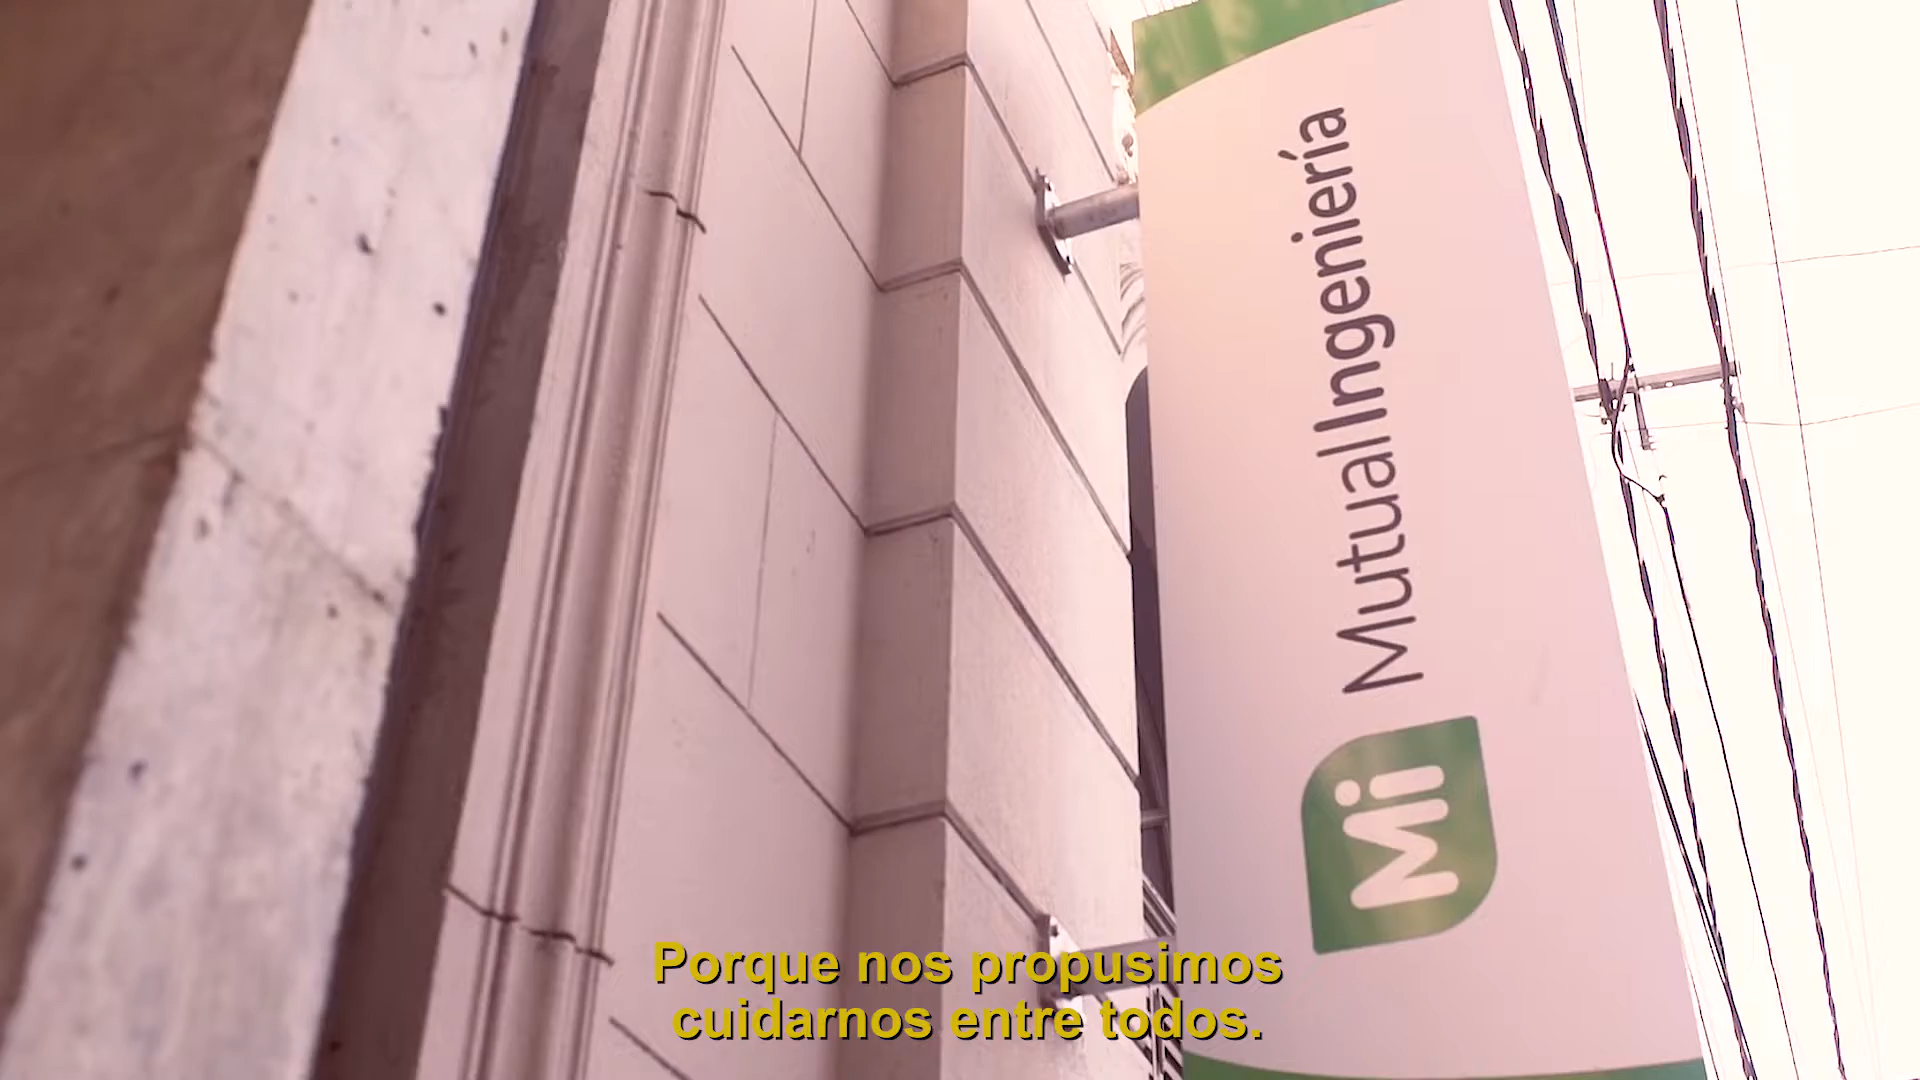 MutualIngeniería
Mi
Porque nos propusimos
cuidarnos entre todos.